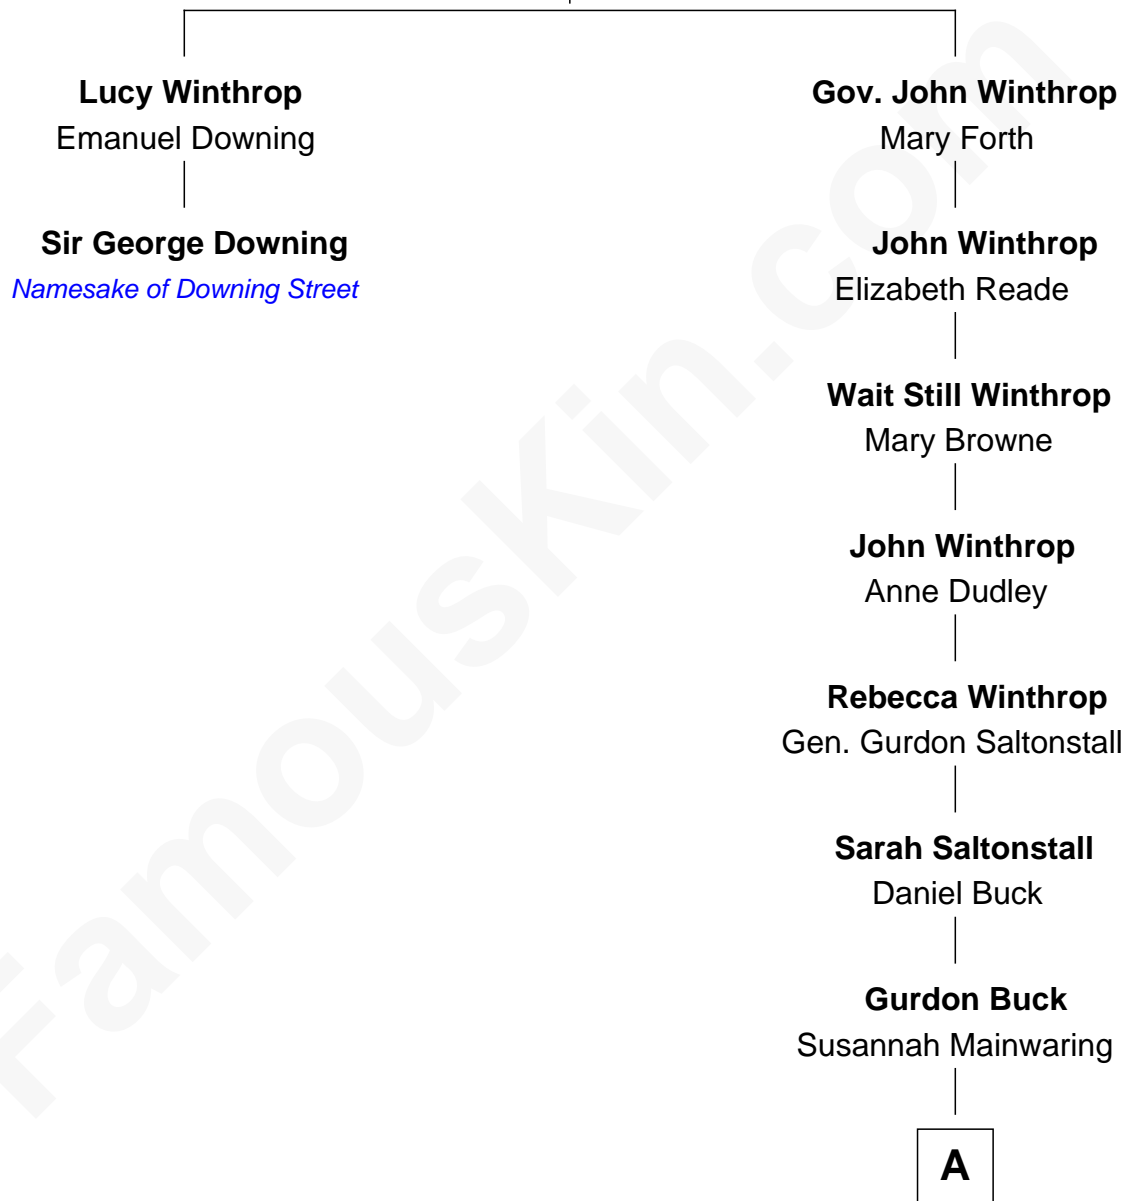 Lucy Winthrop
Emanuel Downing
Sir George Downing
Namesake of Downing Street
Gov. John Winthrop
Mary Forth
John Winthrop
Elizabeth Reade
Wait Still Winthrop
Mary Browne
John Winthrop
Anne Dudley
Rebecca Winthrop
Gen. Gurdon Saltonstall
Sarah Saltonstall
Daniel Buck
Gurdon Buck
Susannah Mainwaring
A
FamousKin.com